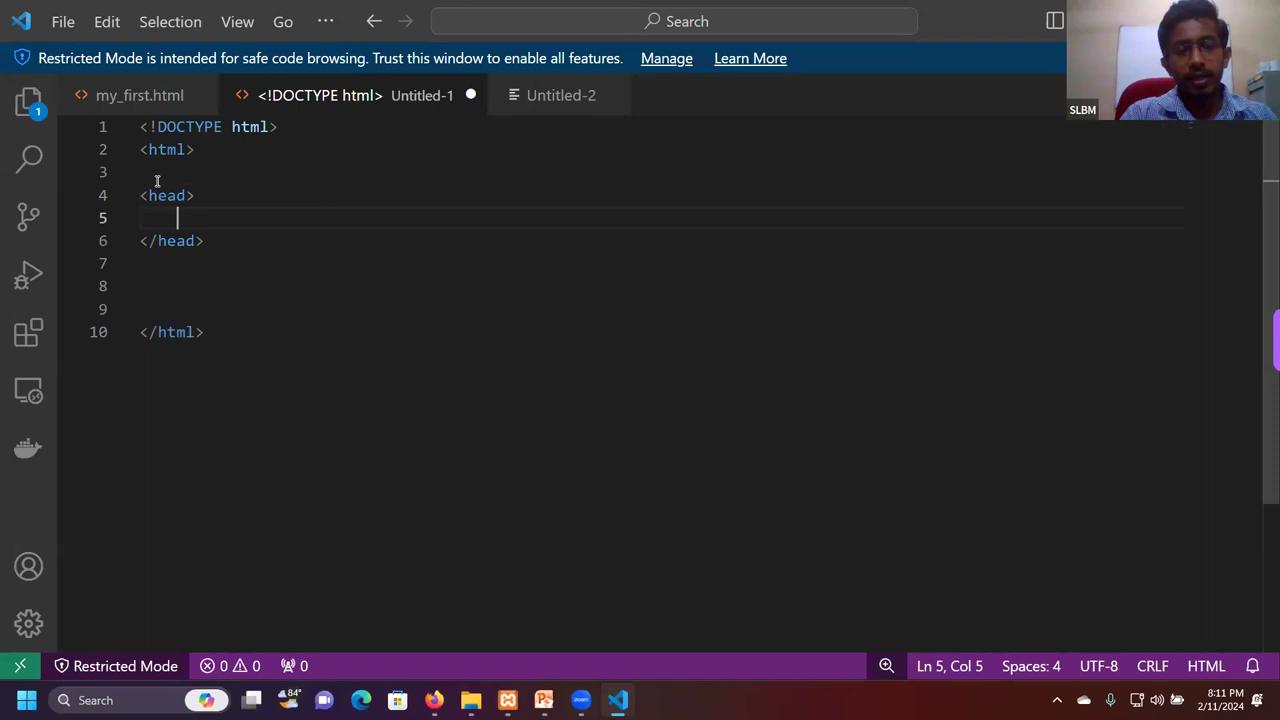 File Edit Selection View Go ··· Search
Restricted Mode is intended for safe code browsing. Trust this window to enable all features. Manage Learn More
SLBM
my_first.html <!DOCTYPE html> Untitled-1 Untitled-2
1
1 <!DOCTYPE html>
2 <html>
3
4 <head>
5
6 </head>
7
8
9
10 </html>
Restricted Mode 0 0 0 Ln 5, Col 5 Spaces: 4 UTF-8 CRLF HTML
Search 84° 8:11 PM
2/11/2024